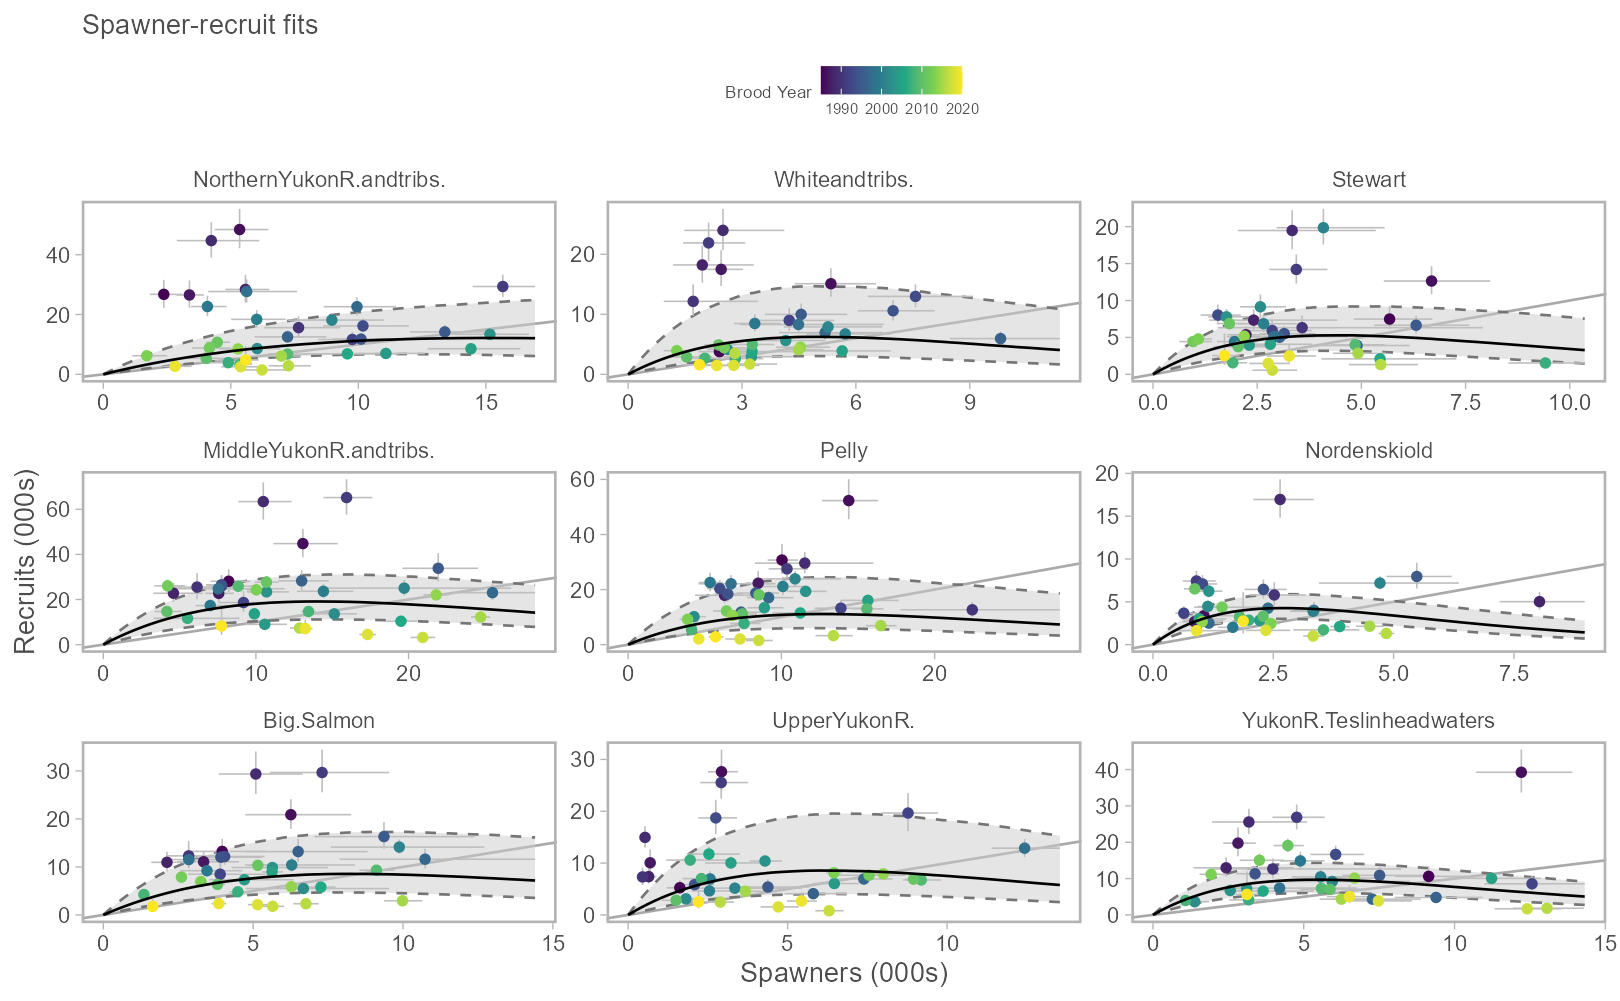 Spawner-recruit fits
Brood Year
1990 2000 2010 2020
NorthernYukonR.andtribs. Whiteandtribs. Stewart
40
20
0
0 5 10 15
20
10
0
0 3 6 9
20
15
10
5
0
0.0 2.5 5.0 7.5 10.0
MiddleYukonR.andtribs. Pelly Nordenskiold
60
40
20
0
0 10 20
60
40
20
0
0 10 20
20
15
10
5
0
0.0 2.5 5.0 7.5
Recruits (000s)
Big.Salmon UpperYukonR. YukonR.Teslinheadwaters
30
20
10
0
0 5 10 15
30
20
10
0
0 5 10
40
30
20
10
0
0 5 10 15
Spawners (000s)